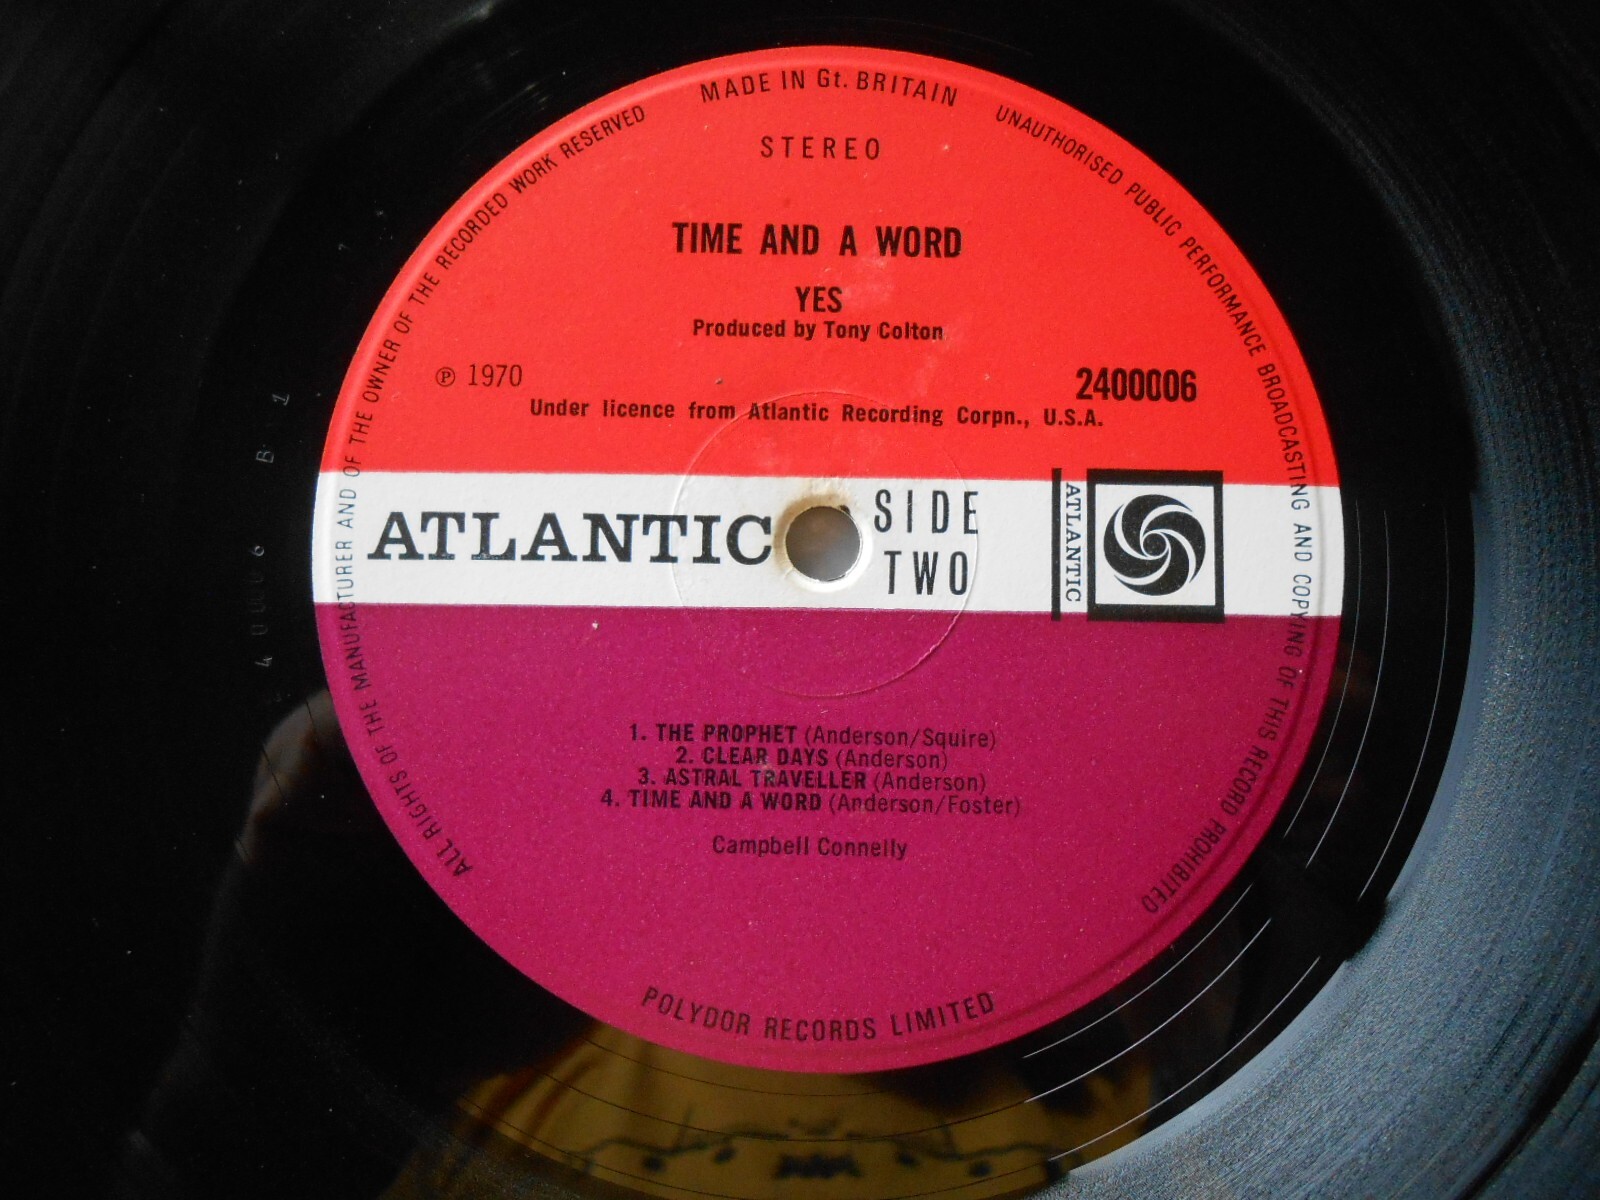 MADE IN Gt. BRITAIN
UNAUTHORISED PUBLIC PERFORMANCE BROADCASTING AND COPYING OF THIS RECORD PROHIBITED
ALL RIGHTS OF THE MANUFACTURER AND OF THE OWNER OF THE RECORDED WORK RESERVED
STEREO
TIME AND A WORD
YES
Produced by Tony Colton
℗ 1970
2400006
Under licence from Atlantic Recording Corpn., U.S.A.
ATLANTIC
SIDE
TWO
ATLANTIC
1. THE PROPHET (Anderson/Squire)
2. CLEAR DAYS (Anderson)
3. ASTRAL TRAVELLER (Anderson)
4. TIME AND A WORD (Anderson/Foster)
Campbell Connelly
POLYDOR RECORDS LIMITED
B 1